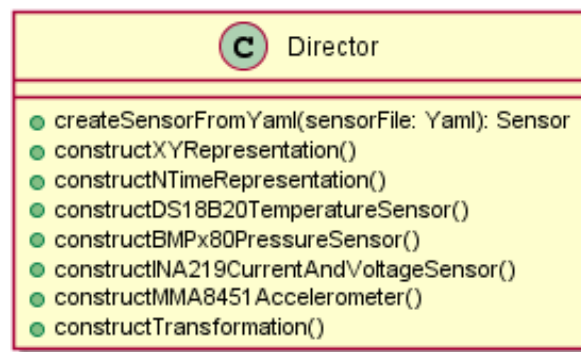 C Director
createSensorFromYaml(sensorFile: Yaml): Sensor
constructXYRepresentation()
constructNTimeRepresentation()
constructDS18B20TemperatureSensor()
constructBMPx80PressureSensor()
constructINA219CurrentAndVoltageSensor()
constructMMA8451Accelerometer()
constructTransformation()